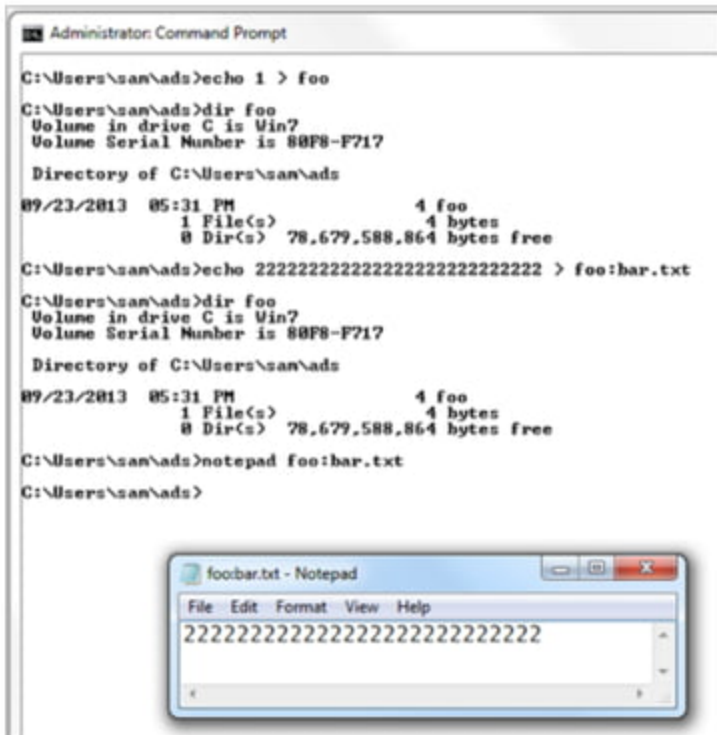 Administrator: Command Prompt
C:\Users\sam\ads>echo 1 > foo
C:\Users\sam\ads>dir foo
Volume in drive C is Win7
Volume Serial Number is 80F8-F717
Directory of C:\Users\sam\ads
09/23/2013 05:31 PM 4 foo
1 File(s) 4 bytes
0 Dir(s) 78,679,588,864 bytes free
C:\Users\sam\ads>echo 222222222222222222222222222 > foo:bar.txt
C:\Users\sam\ads>dir foo
Volume in drive C is Win7
Volume Serial Number is 80F8-F717
Directory of C:\Users\sam\ads
09/23/2013 05:31 PM 4 foo
1 File(s) 4 bytes
0 Dir(s) 78,679,588,864 bytes free
C:\Users\sam\ads>notepad foo:bar.txt
C:\Users\sam\ads>
foo:bar.txt - Notepad
File Edit Format View Help
222222222222222222222222222